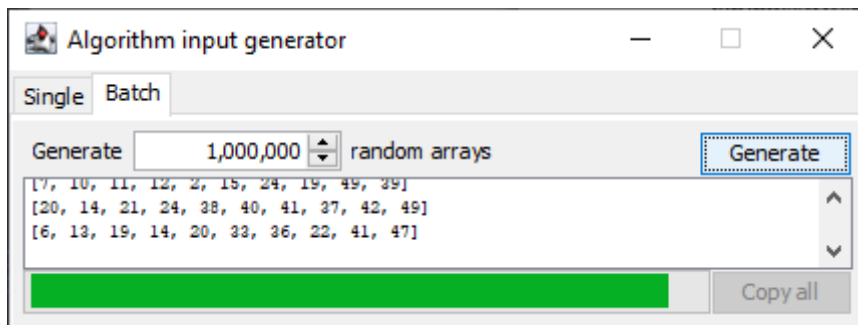 Algorithm input generator
Single Batch
Generate 1,000,000 random arrays Generate
[7, 10, 11, 12, 2, 15, 24, 19, 49, 39]
[20, 14, 21, 24, 38, 40, 41, 37, 42, 49]
[6, 13, 19, 14, 20, 33, 36, 22, 41, 47]
Copy all